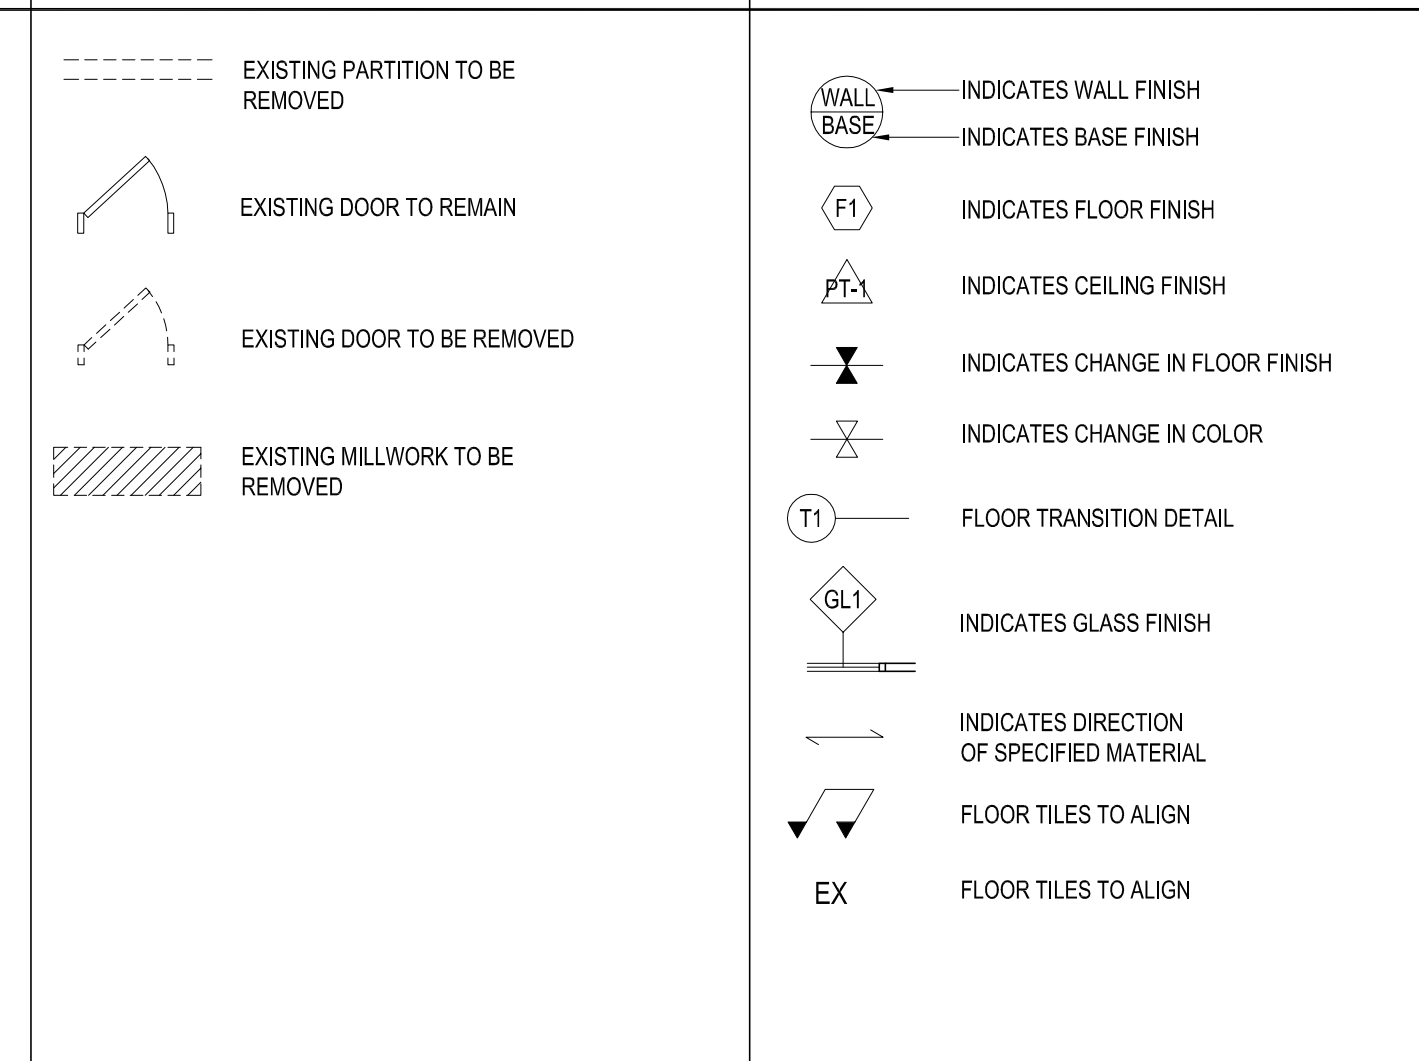 EXISTING PARTITION TO BE
REMOVED
EXISTING DOOR TO REMAIN
EXISTING DOOR TO BE REMOVED
EXISTING MILLWORK TO BE
REMOVED
WALL
BASE
INDICATES WALL FINISH
INDICATES BASE FINISH
F1
INDICATES FLOOR FINISH
PT-1
INDICATES CEILING FINISH
INDICATES CHANGE IN FLOOR FINISH
INDICATES CHANGE IN COLOR
T1
FLOOR TRANSITION DETAIL
GL1
INDICATES GLASS FINISH
INDICATES DIRECTION
OF SPECIFIED MATERIAL
FLOOR TILES TO ALIGN
EX
FLOOR TILES TO ALIGN